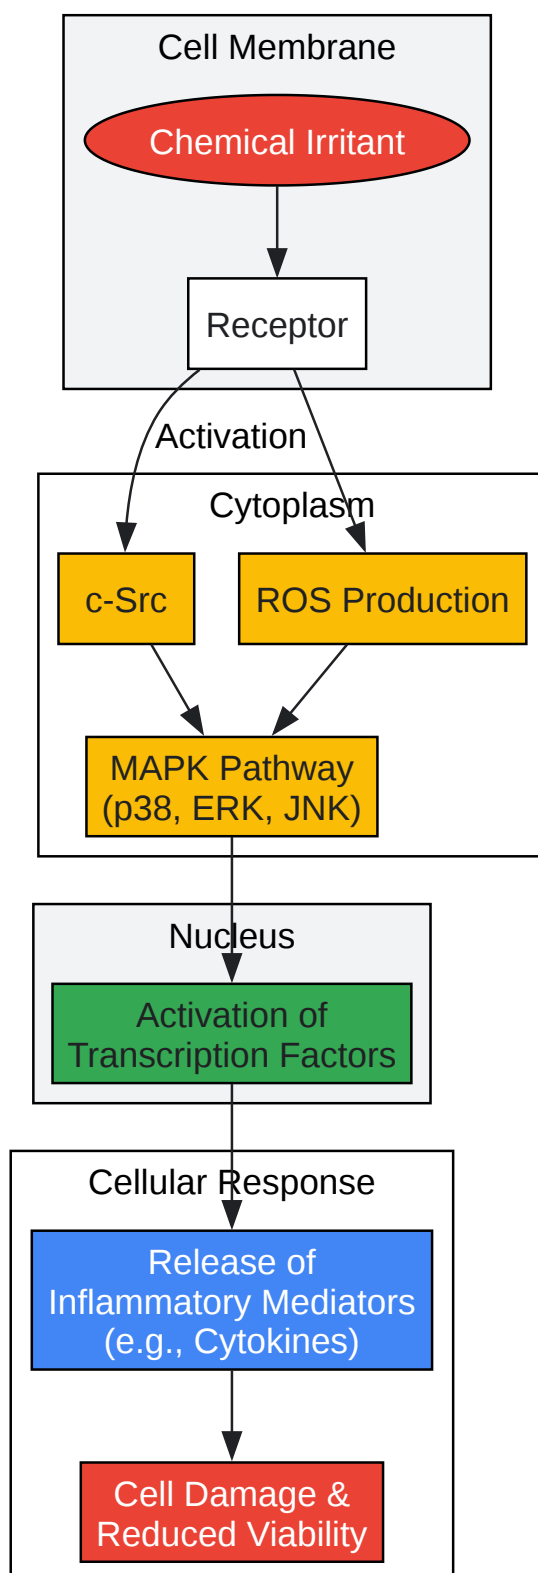 Cell Membrane
Chemical Irritant
Receptor
Activation
Cytoplasm
c-Src
ROS Production
MAPK Pathway
(p38, ERK, JNK)
Nucleus
Activation of
Transcription Factors
Cellular Response
Release of
Inflammatory Mediators
(e.g., Cytokines)
Cell Damage &
Reduced Viability